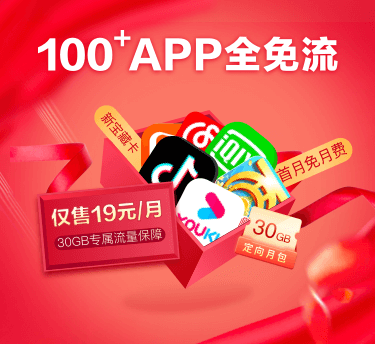 100+APP全免流
新宝藏卡
iQIYI
首月免月费
YOUKU
仅售19元/月
30GB专属流量保障
30GB
定向月包